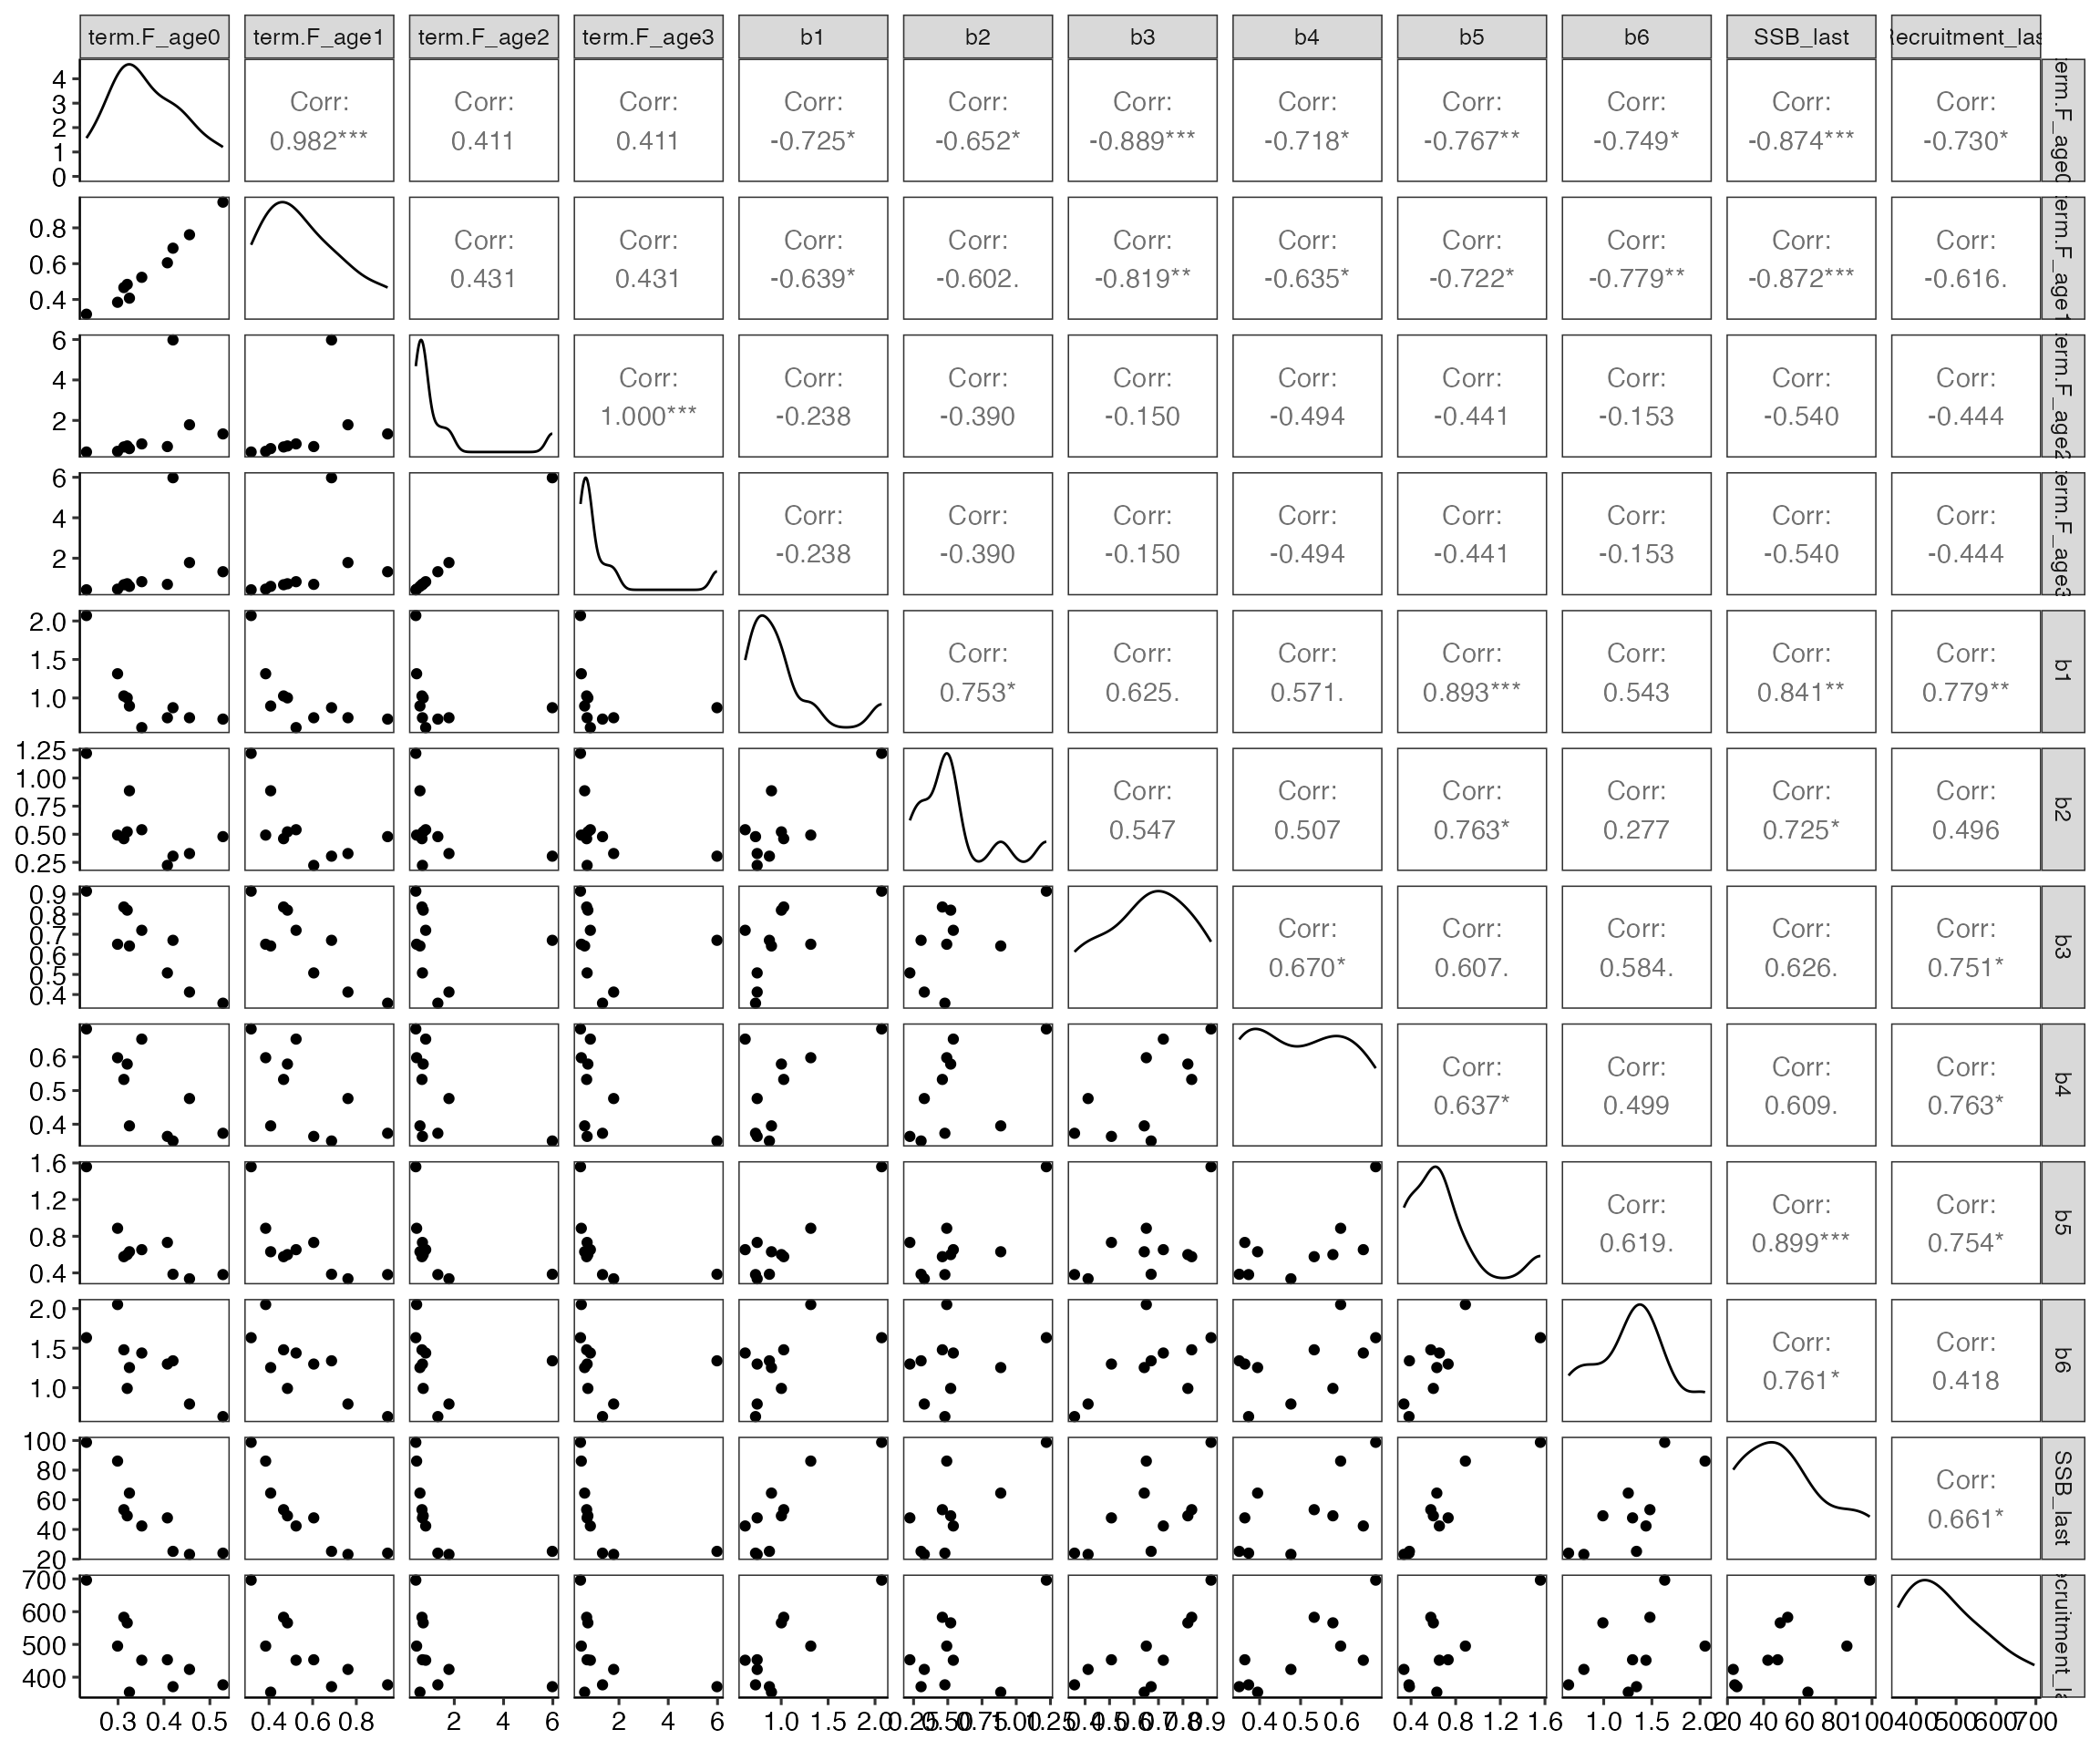 term.F_age0 term.F_age1 term.F_age2 term.F_age3 b1 b2 b3 b4 b5 b6 SSB_last Recruitment_las
4
3
2
1
0
Corr: Corr: Corr: Corr: Corr: Corr: Corr: Corr: Corr: Corr: Corr:
0.982*** 0.411 0.411 -0.725* -0.652* -0.889*** -0.718* -0.767** -0.749* -0.874*** -0.730*
term.F_age0
0.8
0.6
0.4
Corr: Corr: Corr: Corr: Corr: Corr: Corr: Corr: Corr: Corr:
0.431 0.431 -0.639* -0.602. -0.819** -0.635* -0.722* -0.779** -0.872*** -0.616.
term.F_age1
6
4
2
Corr: Corr: Corr: Corr: Corr: Corr: Corr: Corr: Corr:
1.000*** -0.238 -0.390 -0.150 -0.494 -0.441 -0.153 -0.540 -0.444
term.F_age2
6
4
2
Corr: Corr: Corr: Corr: Corr: Corr: Corr: Corr:
-0.238 -0.390 -0.150 -0.494 -0.441 -0.153 -0.540 -0.444
term.F_age3
2.0
1.5
1.0
Corr: Corr: Corr: Corr: Corr: Corr: Corr:
0.753* 0.625. 0.571. 0.893*** 0.543 0.841** 0.779**
b1
1.25
1.00
0.75
0.50
0.25
Corr: Corr: Corr: Corr: Corr: Corr:
0.547 0.507 0.763* 0.277 0.725* 0.496
b2
0.9
0.8
0.7
0.6
0.5
0.4
Corr: Corr: Corr: Corr: Corr:
0.670* 0.607. 0.584. 0.626. 0.751*
b3
0.6
0.5
0.4
Corr: Corr: Corr: Corr:
0.637* 0.499 0.609. 0.763*
b4
1.6
1.2
0.8
0.4
Corr: Corr: Corr:
0.619. 0.899*** 0.754*
b5
2.0
1.5
1.0
Corr: Corr:
0.761* 0.418
b6
100
80
60
40
20
Corr:
0.661*
SSB_last
700
600
500
400
ecruitment_la
0.3 0.4 0.5 0.4 0.6 0.8 2 4 6 2 4 6 1.0 1.5 2.0 0.25 0.50 0.75 1.00 1.25 0.4 0.5 0.6 0.7 0.8 0.9 0.4 0.5 0.6 0.4 0.8 1.2 1.6 1.0 1.5 2.0 20 40 60 80 100 400 500 600 700